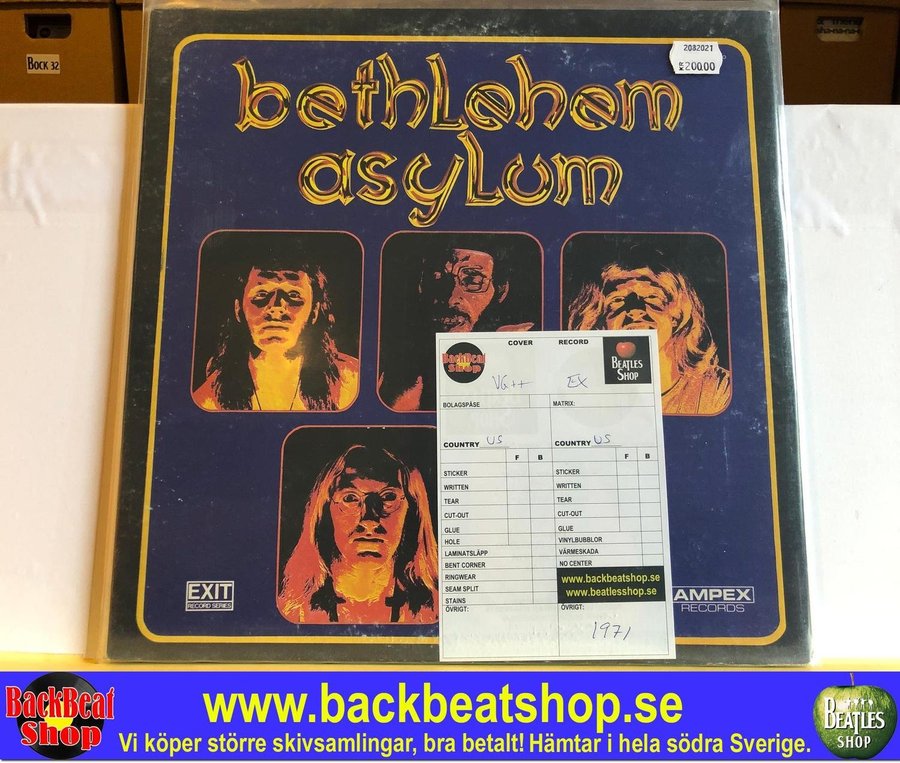 Bock 32
2082021
KR200.00
bethLehem
asyLum
BackBeat
Shop
COVER RECORD
BEATLES
SHOP
VG++ EX
BOLAGSPÅSE MATRIX:
COUNTRY US COUNTRY US
F B F B
STICKER STICKER
WRITTEN WRITTEN
TEAR TEAR
CUT-OUT CUT-OUT
GLUE GLUE
HOLE VINYLBUBBLOR
LAMINATSLÄPP VÄRMESKADA
BENT CORNER NO CENTER
RINGWEAR www.backbeatshop.se
SEAM SPLIT www.beatlesshop.se
STAINS
ÖVRIGT: ÖVRIGT:
1971
EXIT
RECORD SERIES
AMPEX
RECORDS
BackBeat
Shop
www.backbeatshop.se
Vi köper större skivsamlingar, bra betalt! Hämtar i hela södra Sverige.
BEATLES
SHOP